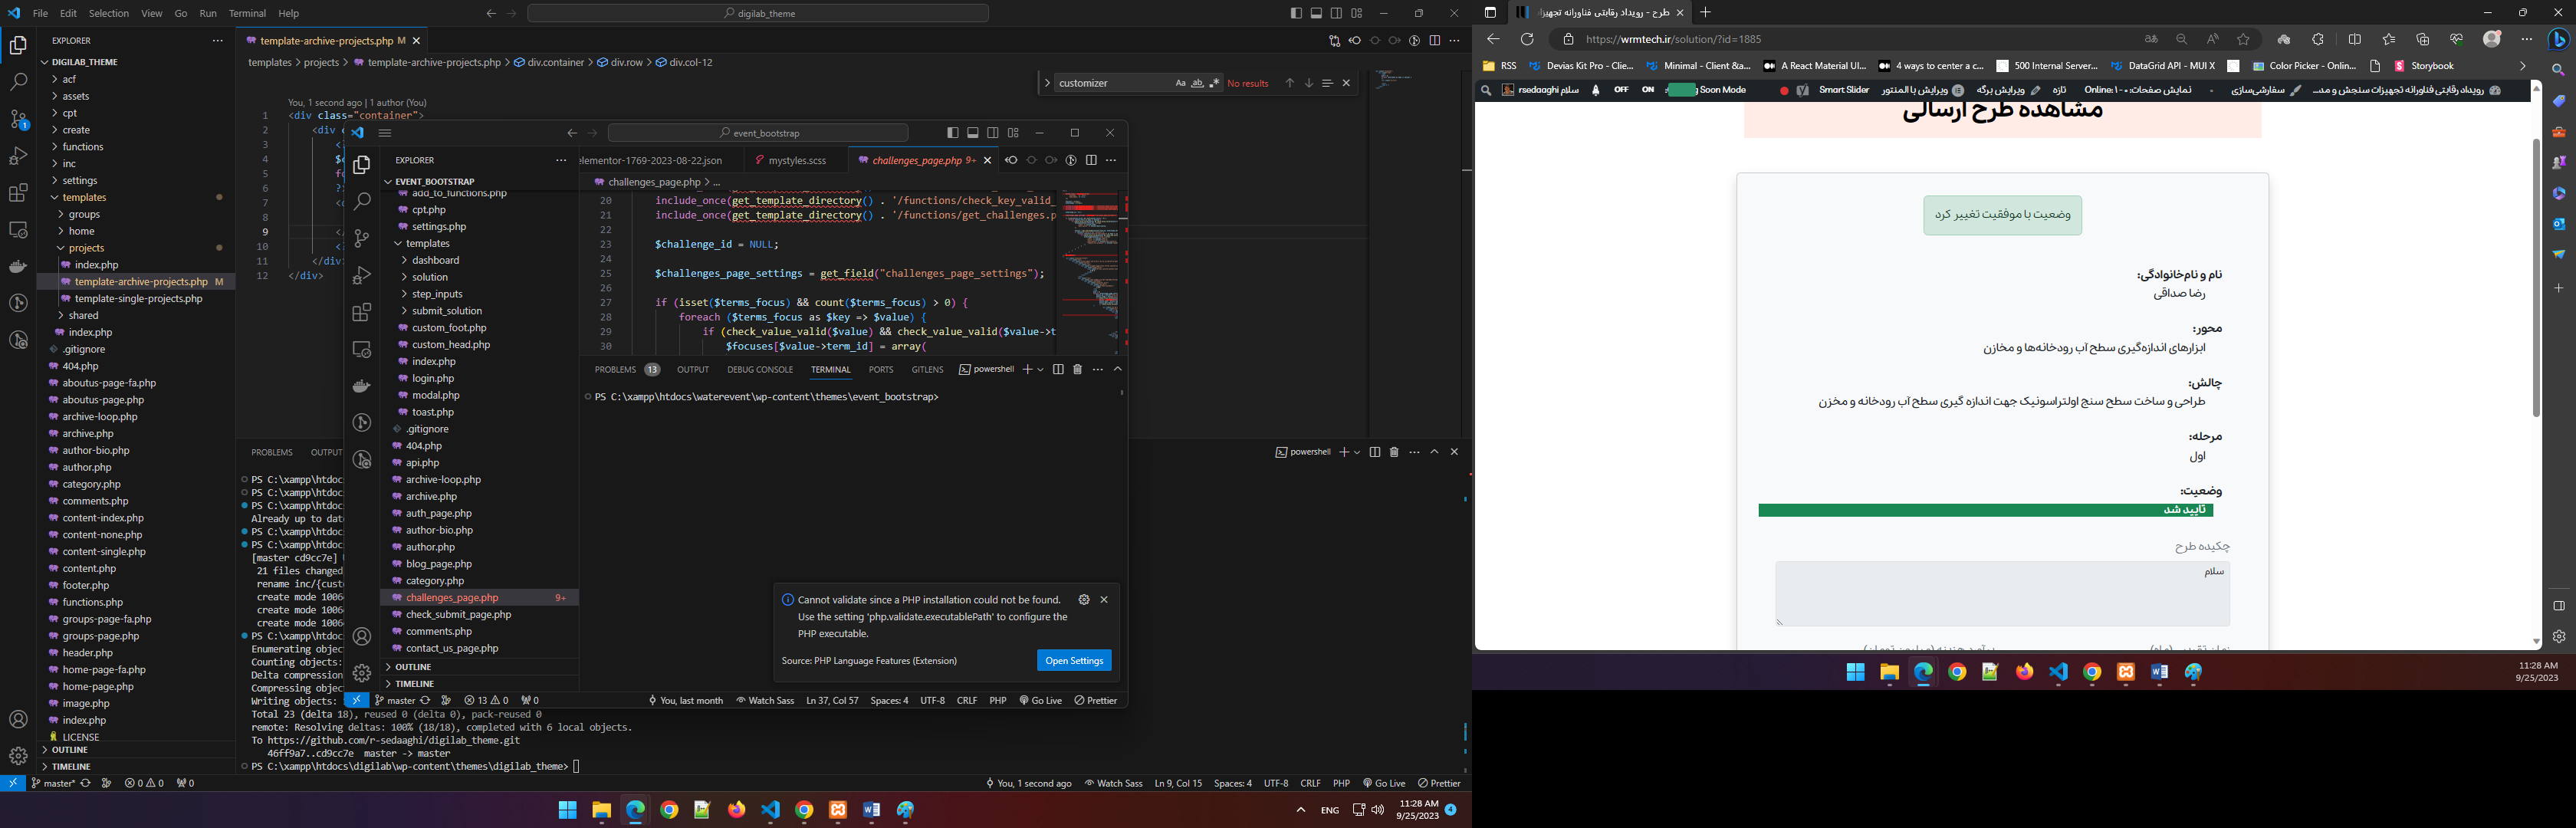 File Edit Selection View Go Run Terminal Help
digilab_theme
EXPLORER
DIGILAB_THEME
acf
assets
cpt
create
functions
inc
settings
templates
groups
home
projects
index.php
template-archive-projects.php M
template-single-projects.php
shared
index.php
.gitignore
404.php
aboutus-page-fa.php
aboutus-page.php
archive-loop.php
archive.php
author-bio.php
author.php
category.php
comments.php
content-index.php
content-none.php
content-single.php
content.php
footer.php
functions.php
groups-page-fa.php
groups-page.php
header.php
home-page-fa.php
home-page.php
image.php
index.php
LICENSE
OUTLINE
TIMELINE
template-archive-projects.php M
templates > projects > template-archive-projects.php > div.container > div.row > div.col-12
customizer
Aa ab .*
No results
You, 1 second ago | 1 author (You)
1 <div class="container">
2 <div c
3 <
4 $
5 fo
6 ?
7 <
8
9 </
10 <
11 </div
12 </div>
PROBLEMS OUTPUT
powershell
PS C:\xampp\htdoc
PS C:\xampp\htdoc
PS C:\xampp\htdoc
Already up to dat
PS C:\xampp\htdoc
PS C:\xampp\htdoc
[master cd9cc7e]
21 files changed
rename inc/{cust
create mode 1006
create mode 1006
create mode 1006
PS C:\xampp\htdoc
Enumerating objec
Counting objects:
Delta compression
Compressing objec
Writing objects:
Total 23 (delta 18), reused 0 (delta 0), pack-reused 0
remote: Resolving deltas: 100% (18/18), completed with 6 local objects.
To https://github.com/r-sedaaghi/digilab_theme.git
46ff9a7..cd9cc7e master -> master
PS C:\xampp\htdocs\digilab\wp-content\themes\digilab_theme>
master* 0 0 0
You, 1 second ago Watch Sass Ln 9, Col 15 Spaces: 4 UTF-8 CRLF PHP Go Live Prettier
ENG
11:28 AM
9/25/2023
4
event_bootstrap
EXPLORER
EVENT_BOOTSTRAP
add_to_functions.php
cpt.php
settings.php
templates
dashboard
solution
step_inputs
submit_solution
custom_foot.php
custom_head.php
index.php
login.php
modal.php
toast.php
.gitignore
404.php
api.php
archive-loop.php
archive.php
auth_page.php
author-bio.php
author.php
blog_page.php
category.php
challenges_page.php 9+
check_submit_page.php
comments.php
contact_us_page.php
OUTLINE
TIMELINE
elementor-1769-2023-08-22.json mystyles.scss challenges_page.php 9+
challenges_page.php > ...
20 include_once(get_template_directory() . '/functions/check_key_valid_
21 include_once(get_template_directory() . '/functions/get_challenges.p
22
23 $challenge_id = NULL;
24
25 $challenges_page_settings = get_field("challenges_page_settings");
26
27 if (isset($terms_focus) && count($terms_focus) > 0) {
28 foreach ($terms_focus as $key => $value) {
29 if (check_value_valid($value) && check_value_valid($value->t
30 $focuses[$value->term_id] = array(
PROBLEMS 13 OUTPUT DEBUG CONSOLE TERMINAL PORTS GITLENS powershell
PS C:\xampp\htdocs\waterevent\wp-content\themes\event_bootstrap>
Cannot validate since a PHP installation could not be found.
Use the setting 'php.validate.executablePath' to configure the
PHP executable.
Source: PHP Language Features (Extension)
Open Settings
master 13 0 0
You, last month Watch Sass Ln 37, Col 57 Spaces: 4 UTF-8 CRLF PHP Go Live Prettier
طرح - رویداد رقابتی فناورانه تجهیزا
https://wrmtech.ir/solution/?id=1885
RSS Devias Kit Pro - Clie... Minimal - Client &a... A React Material UI... 4 ways to center a c... 500 Internal Server... DataGrid API - MUI X Color Picker - Onlin... Storybook
رویداد رقابتی فناورانه تجهیزات سنجش و مد... سفارشی‌سازی نمایش صفحات: ۰ - Online: 1 تازه ویرایش برگه ویرایش با المنتور Smart Slider Soon Mode ON OFF سلام rsedaaghi
مشاهده طرح ارسالی
وضعیت با موفقیت تغییر کرد
نام و نام‌خانوادگی:
رضا صداقی
محور:
ابزارهای اندازه‌گیری سطح آب رودخانه‌ها و مخازن
چالش:
طراحی و ساخت سطح سنج اولتراسونیک جهت اندازه گیری سطح آب رودخانه و مخزن
مرحله:
اول
وضعیت:
تایید شد
چکیده طرح
سلام
11:28 AM
9/25/2023